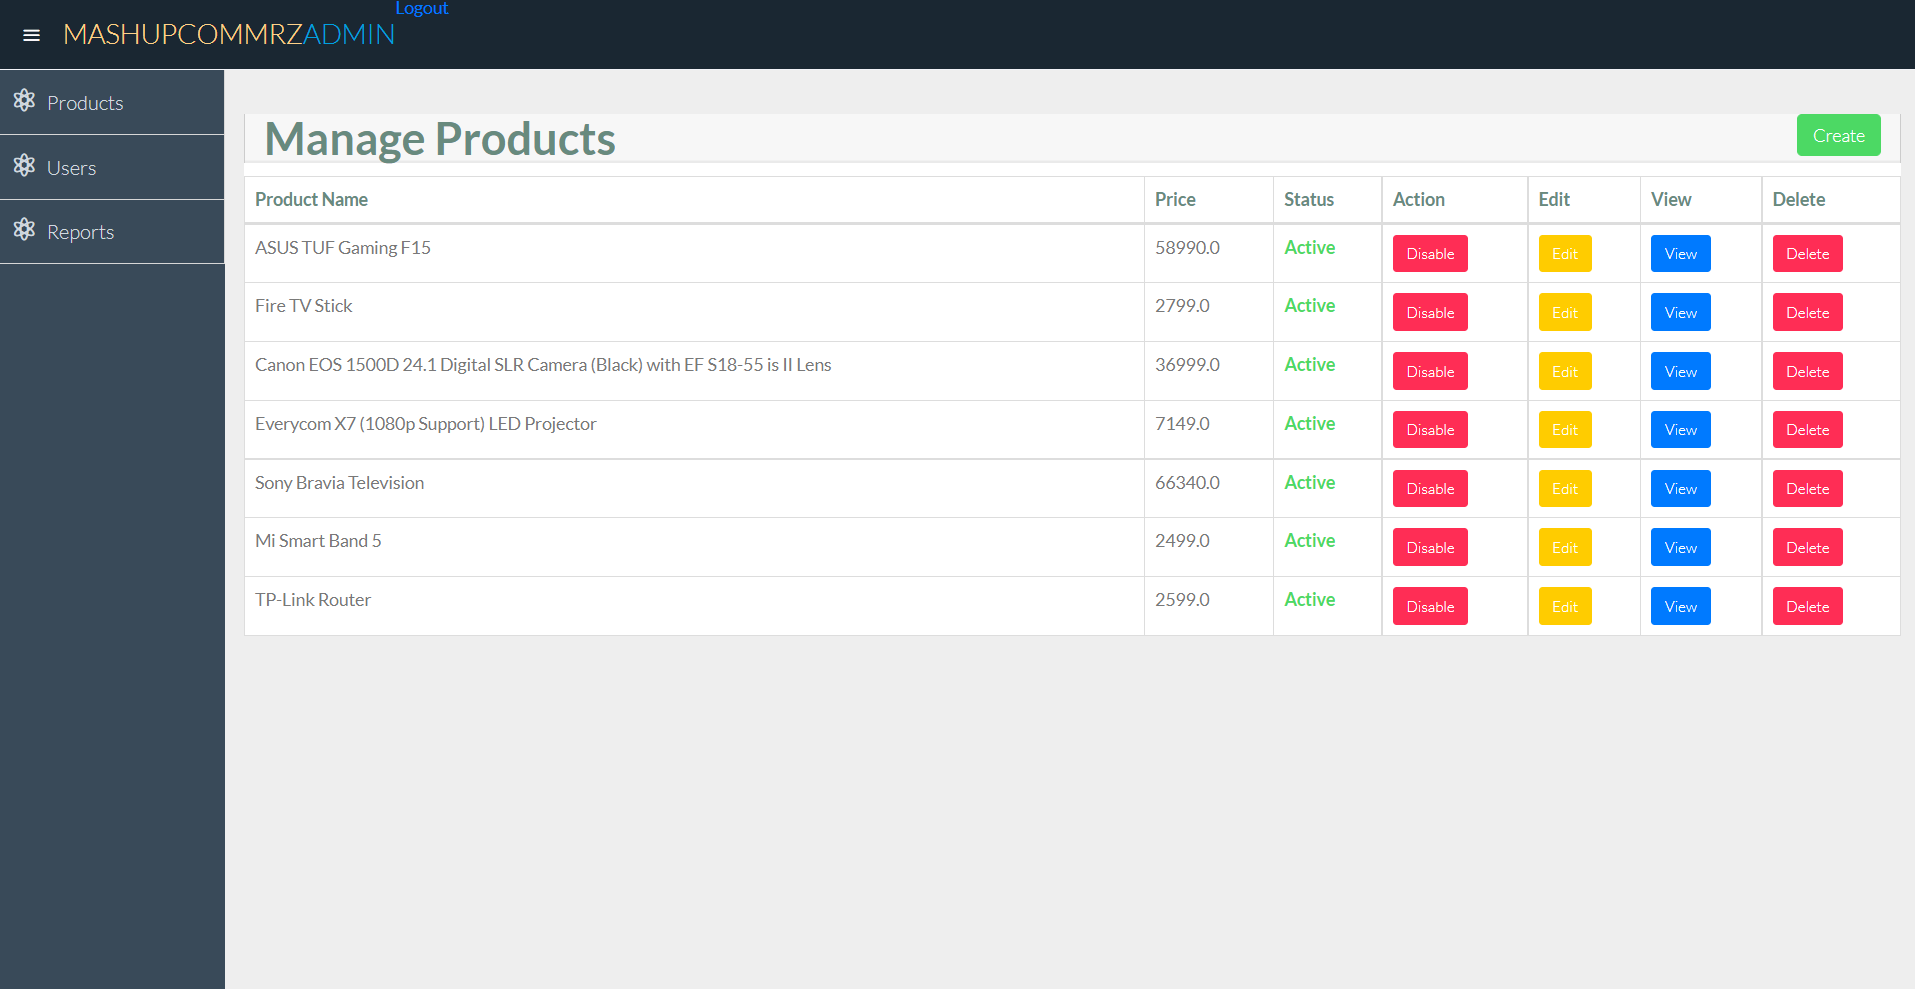 Logout
MASHUPCOMMRZADMIN
Products
Users
Reports
Manage Products Create
Product Name Price Status Action Edit View Delete
ASUS TUF Gaming F15 58990.0 Active Disable Edit View Delete
Fire TV Stick 2799.0 Active Disable Edit View Delete
Canon EOS 1500D 24.1 Digital SLR Camera (Black) with EF S18-55 is II Lens 36999.0 Active Disable Edit View Delete
Everycom X7 (1080p Support) LED Projector 7149.0 Active Disable Edit View Delete
Sony Bravia Television 66340.0 Active Disable Edit View Delete
Mi Smart Band 5 2499.0 Active Disable Edit View Delete
TP-Link Router 2599.0 Active Disable Edit View Delete